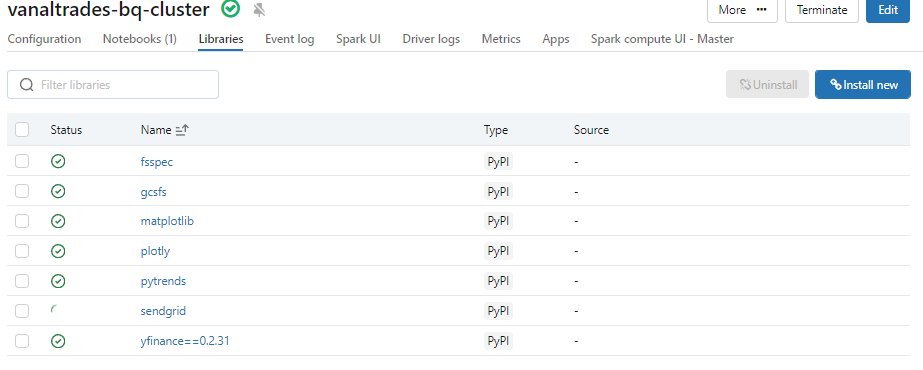 vanaltrades-bq-cluster More ••• Terminate Edit
Configuration Notebooks (1) Libraries Event log Spark UI Driver logs Metrics Apps Spark compute UI - Master
Filter libraries Uninstall Install new
Status Name Type Source
fsspec PyPI -
gcsfs PyPI -
matplotlib PyPI -
plotly PyPI -
pytrends PyPI -
sendgrid PyPI -
yfinance==0.2.31 PyPI -